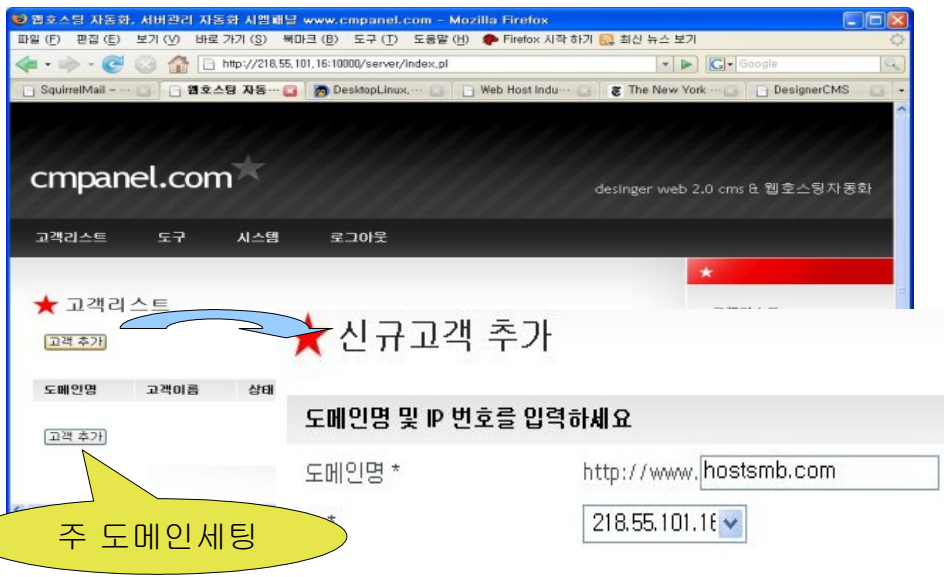 웹호스팅 자동화, 서버관리 자동화 시엠패널 www.cmpanel.com - Mozilla Firefox
파일 (F) 편집 (E) 보기 (V) 바로 가기 (S) 북마크 (B) 도구 (T) 도움말 (H) Firefox 시작 하기 최신 뉴스 보기
http://218.55.101.16:10000/server/index.pl Google
SquirrelMail - ... 웹호스팅 자동... DesktopLinux.... Web Host Indu... The New York ... DesignerCMS
cmpanel.com
desinger web 2.0 cms & 웹호스팅자동화
고객리스트 도구 시스템 로그아웃
고객리스트
고객 추가
신규고객 추가
도메인명 고객이름 상태
도메인명 및 IP 번호를 입력하세요
고객 추가
도메인명 * http://www. hostsmb.com
* 218.55.101.16
주 도메인세팅